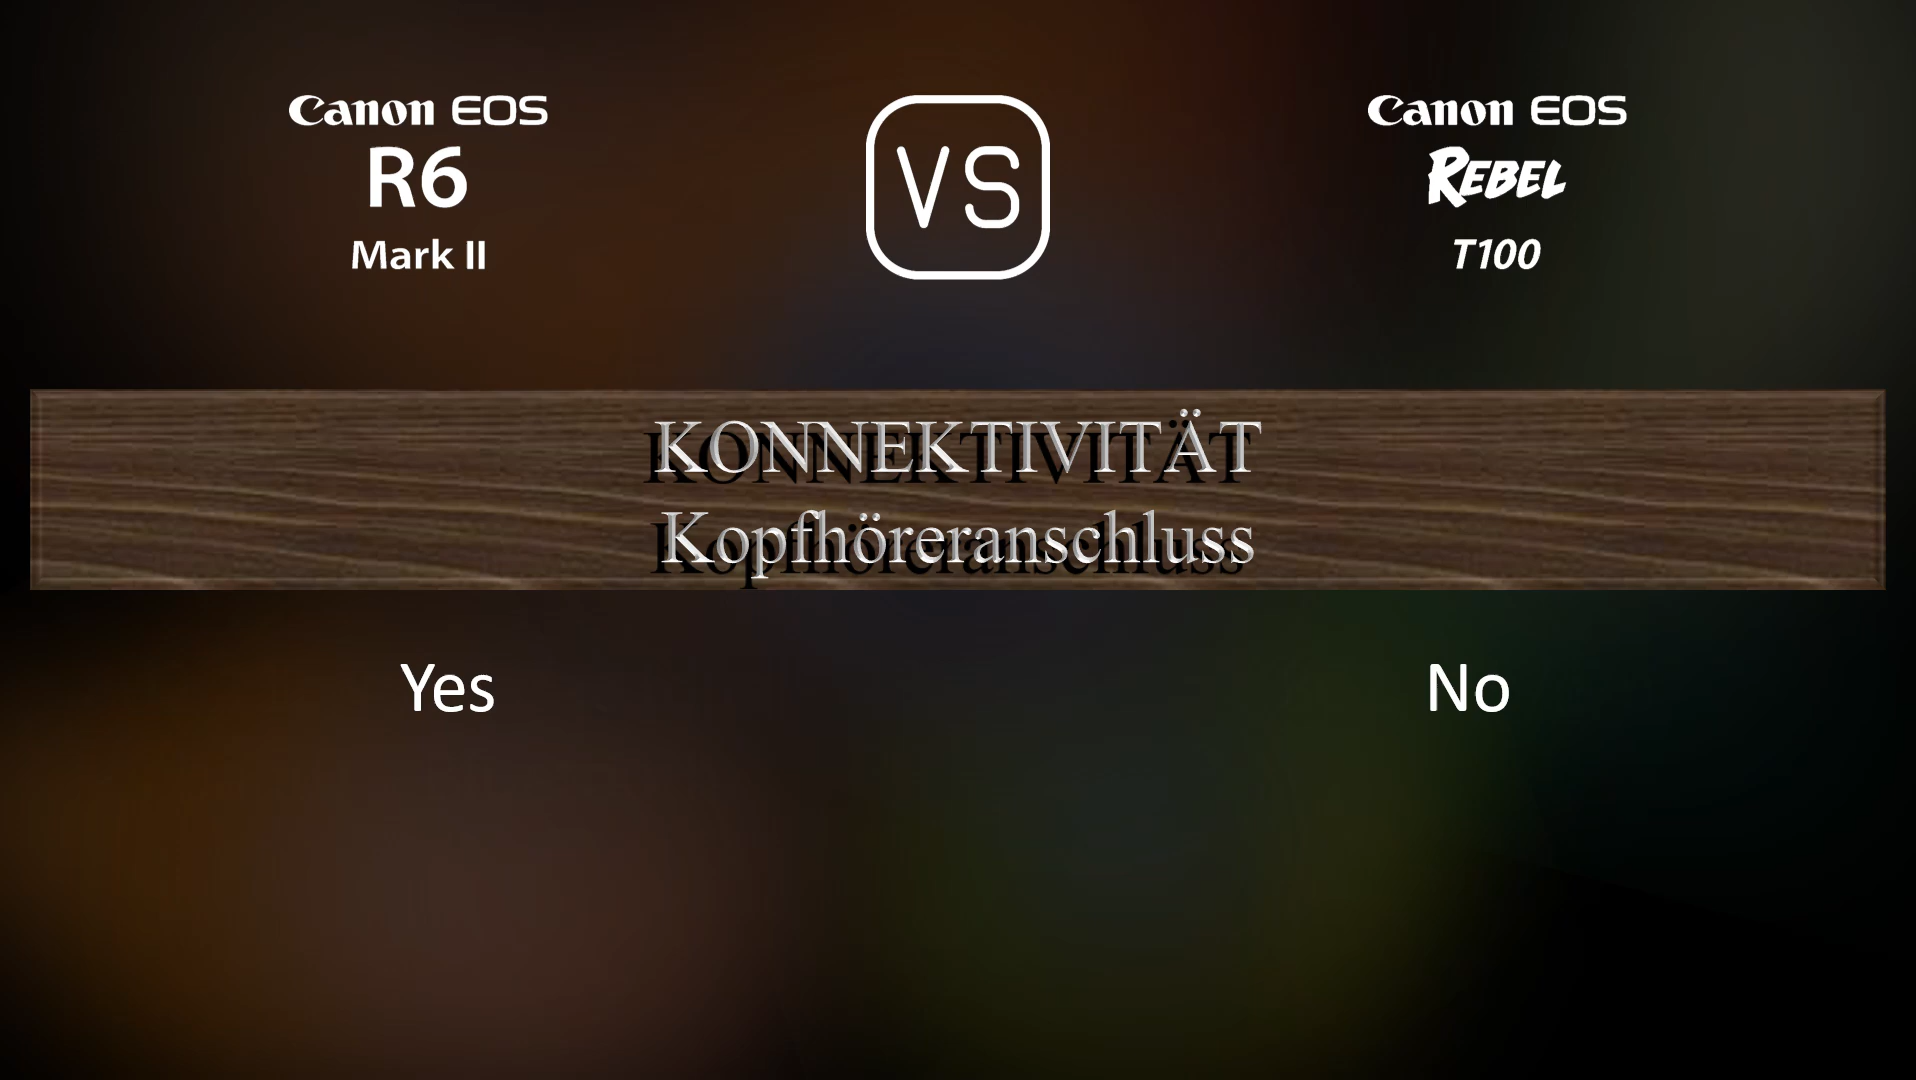 Canon EOS
R6
Mark II
VS
Canon EOS
REBEL
T100
KONNEKTIVITÄT
Kopfhöreranschluss
Yes
No